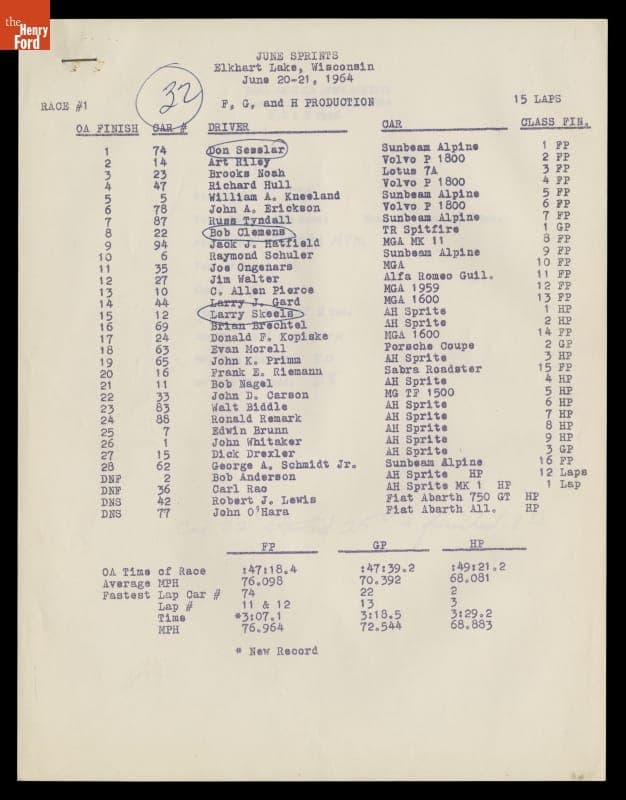 the
Henry
Ford
JUNE SPRINTS
Elkhart Lake, Wisconsin
June 20-21, 1964
32
RACE #1 F, G, and H PRODUCTION 15 LAPS
OA FINISH CAR # DRIVER CAR CLASS FIN.
1 74 Don Sesslar Sunbeam Alpine 1 FP
2 14 Art Riley Volvo P 1800 2 FP
3 23 Brooks Noah Lotus 7A 3 FP
4 47 Richard Hull Volvo P 1800 4 FP
5 5 William A. Kneeland Sunbeam Alpine 5 FP
6 78 John A. Erickson Volvo P 1800 6 FP
7 87 Russ Tyndall Sunbeam Alpine 7 FP
8 22 Bob Clemens TR Spitfire 1 GP
9 94 Jack J. Hatfield MGA MK 11 8 FP
10 6 Raymond Schuler Sunbeam Alpine 9 FP
11 35 Joe Ongenars MGA 10 FP
12 27 Jim Walter Alfa Romeo Guil. 11 FP
13 10 C. Allen Pierce MGA 1959 12 FP
14 44 Larry J. Gard MGA 1600 13 FP
15 12 Larry Skeels AH Sprite 1 HP
16 69 Brian Brechtel AH Sprite 2 HP
17 24 Donald F. Kopiske MGA 1600 14 FP
18 63 Evan Morell Porsche Coupe 2 GP
19 65 John K. Primm AH Sprite 3 HP
20 16 Frank E. Riemann Sabra Roadster 15 FP
21 11 Bob Nagel AH Sprite 4 HP
22 33 John D. Carson MG TF 1500 5 HP
23 83 Walt Biddle AH Sprite 6 HP
24 88 Ronald Remark AH Sprite 7 HP
25 7 Edwin Brunn AH Sprite 8 HP
26 1 John Whitaker AH Sprite 9 HP
27 15 Dick Drexler AH Sprite 3 GP
28 62 George A. Schmidt Jr. Sunbeam Alpine 16 FP
DNF 2 Bob Anderson AH Sprite HP 12 Laps
DNF 36 Carl Rao AH Sprite MK 1 HP 1 Lap
DNS 42 Robert J. Lewis Fiat Abarth 750 GT HP
DNS 77 John O'Hara Fiat Abarth All. HP
FP GP HP
OA Time of Race :47:18.4 :47:39.2 :49:21.2
Average MPH 76.098 70.392 68.081
Fastest Lap Car # 74 22 2
Lap # 11 & 12 13 3
Time *3:07.1 3:18.5 3:29.2
MPH 76.964 72.544 68.883
* New Record